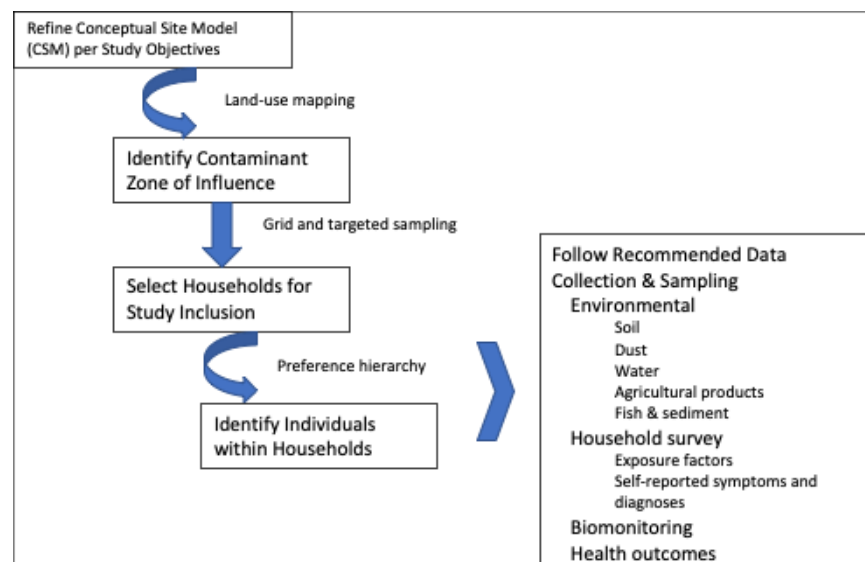 Refine Conceptual Site Model
(CSM) per Study Objectives
Land-use mapping
Identify Contaminant
Zone of Influence
Grid and targeted sampling
Select Households for
Study Inclusion
Preference hierarchy
Identify Individuals
within Households
Follow Recommended Data
Collection & Sampling
Environmental
Soil
Dust
Water
Agricultural products
Fish & sediment
Household survey
Exposure factors
Self-reported symptoms and
diagnoses
Biomonitoring
Health outcomes